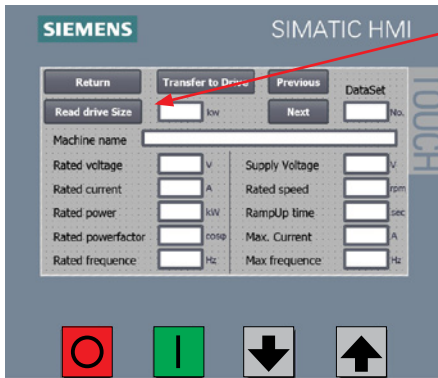 SIEMENS SIMATIC HMI
TOUCH
Return Transfer to Drive Previous DataSet
Read drive Size kw Next No.
Machine name
Rated voltage V Supply Voltage V
Rated current A Rated speed rpm
Rated power kW RampUp time sec
Rated powerfactor cosφ Max. Current A
Rated frequence Hz Max frequence Hz